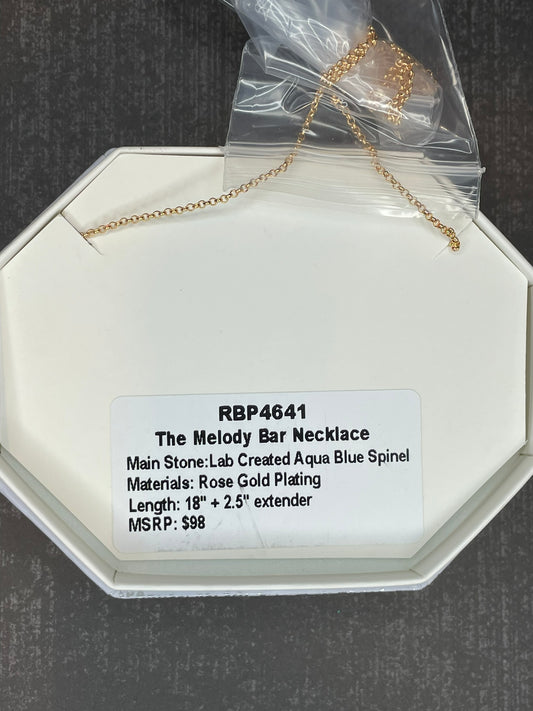 RBP4641
The Melody Bar Necklace
Main Stone:Lab Created Aqua Blue Spinel
Materials: Rose Gold Plating
Length: 18" + 2.5" extender
MSRP: $98